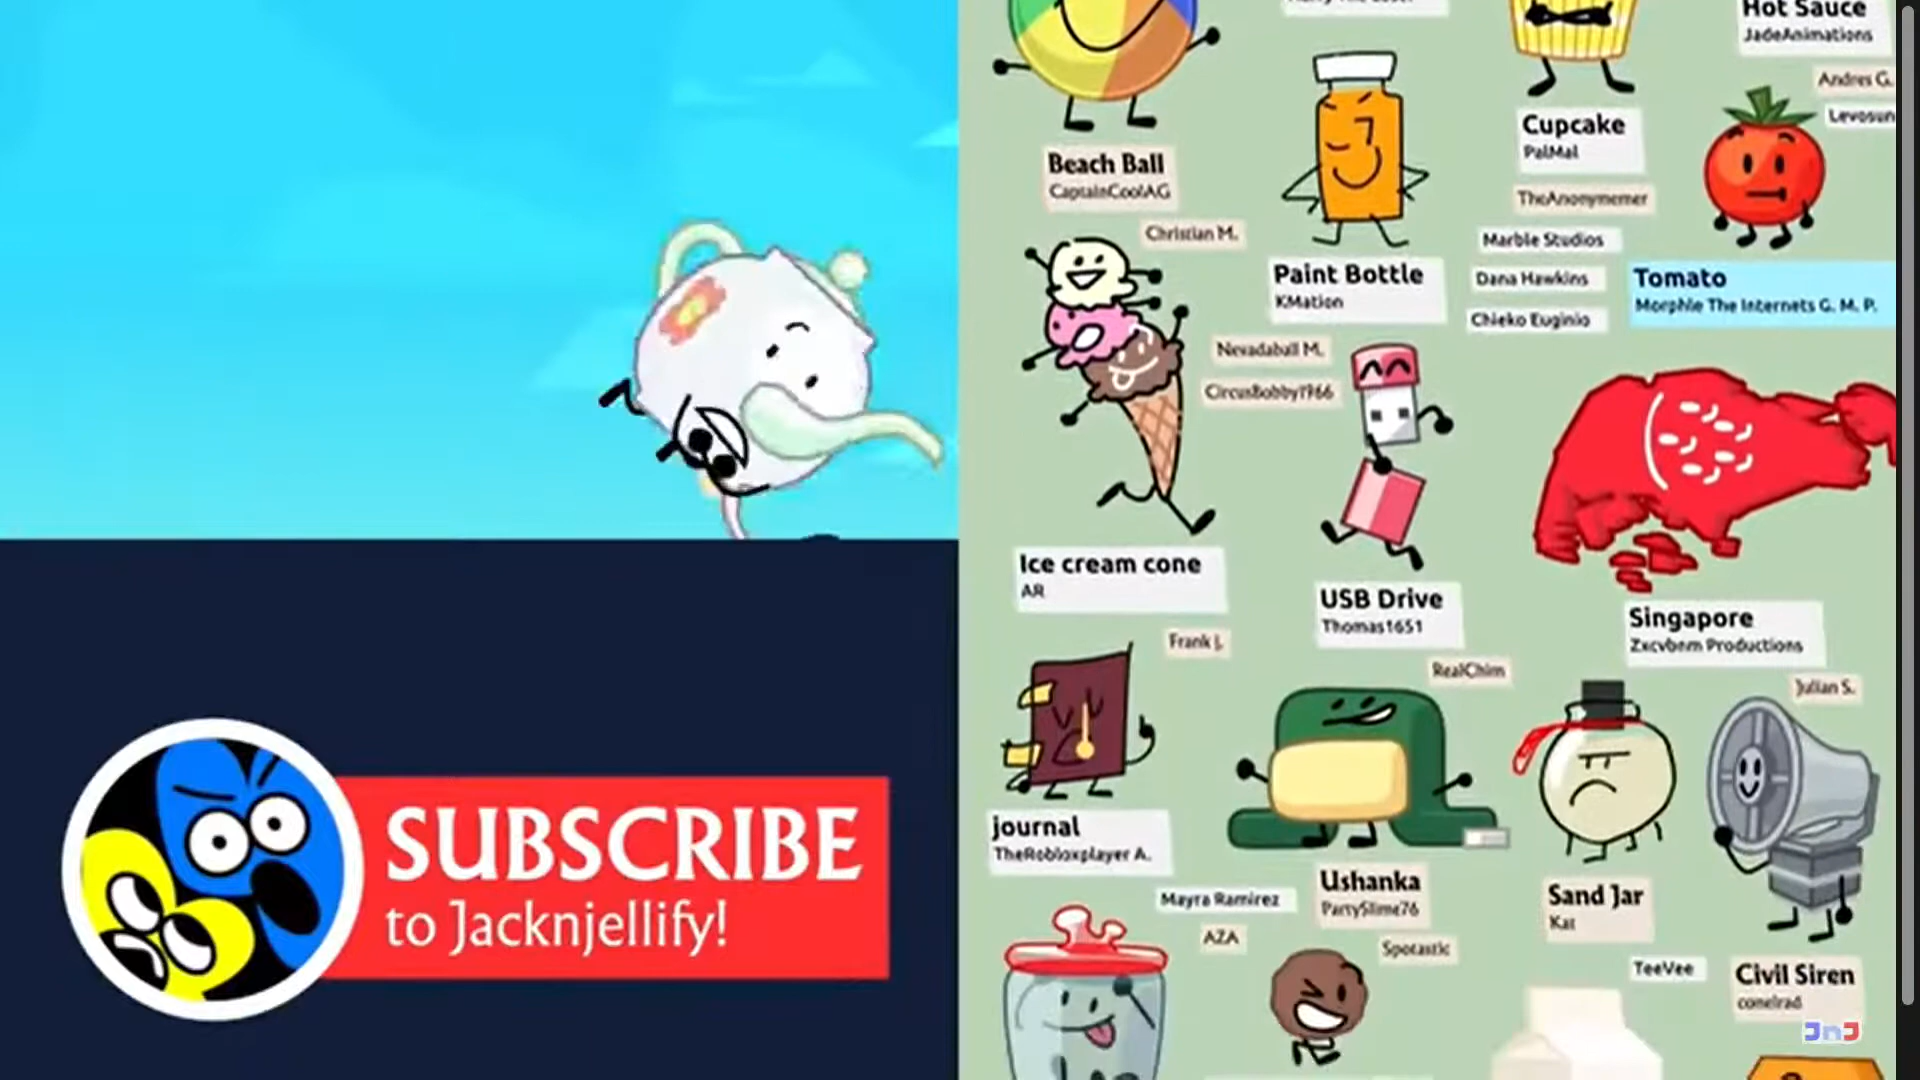 SUBSCRIBE
to Jacknjellify!
Hot Sauce
JadeAnimations
Andres G.
Cupcake
PalMal
Beach Ball
CaptainCoolAG
TheAnonymemer
Christian M.
Marble Studios
Paint Bottle
KMation
Dana Hawkins
Tomato
Morphle The Internets G. M. P.
Chieko Euginio
Nevadaball M.
CircusBobby1966
Ice cream cone
AR
USB Drive
Thomas1651
Singapore
Zxcvbnm Productions
Frank J.
RealChim
Julian S.
journal
TheRobloxplayer A.
Ushanka
PartySlime76
Sand Jar
Kat
Mayra Ramirez
AZA
Spotastic
TeeVee
Civil Siren
conelrad
JnJ